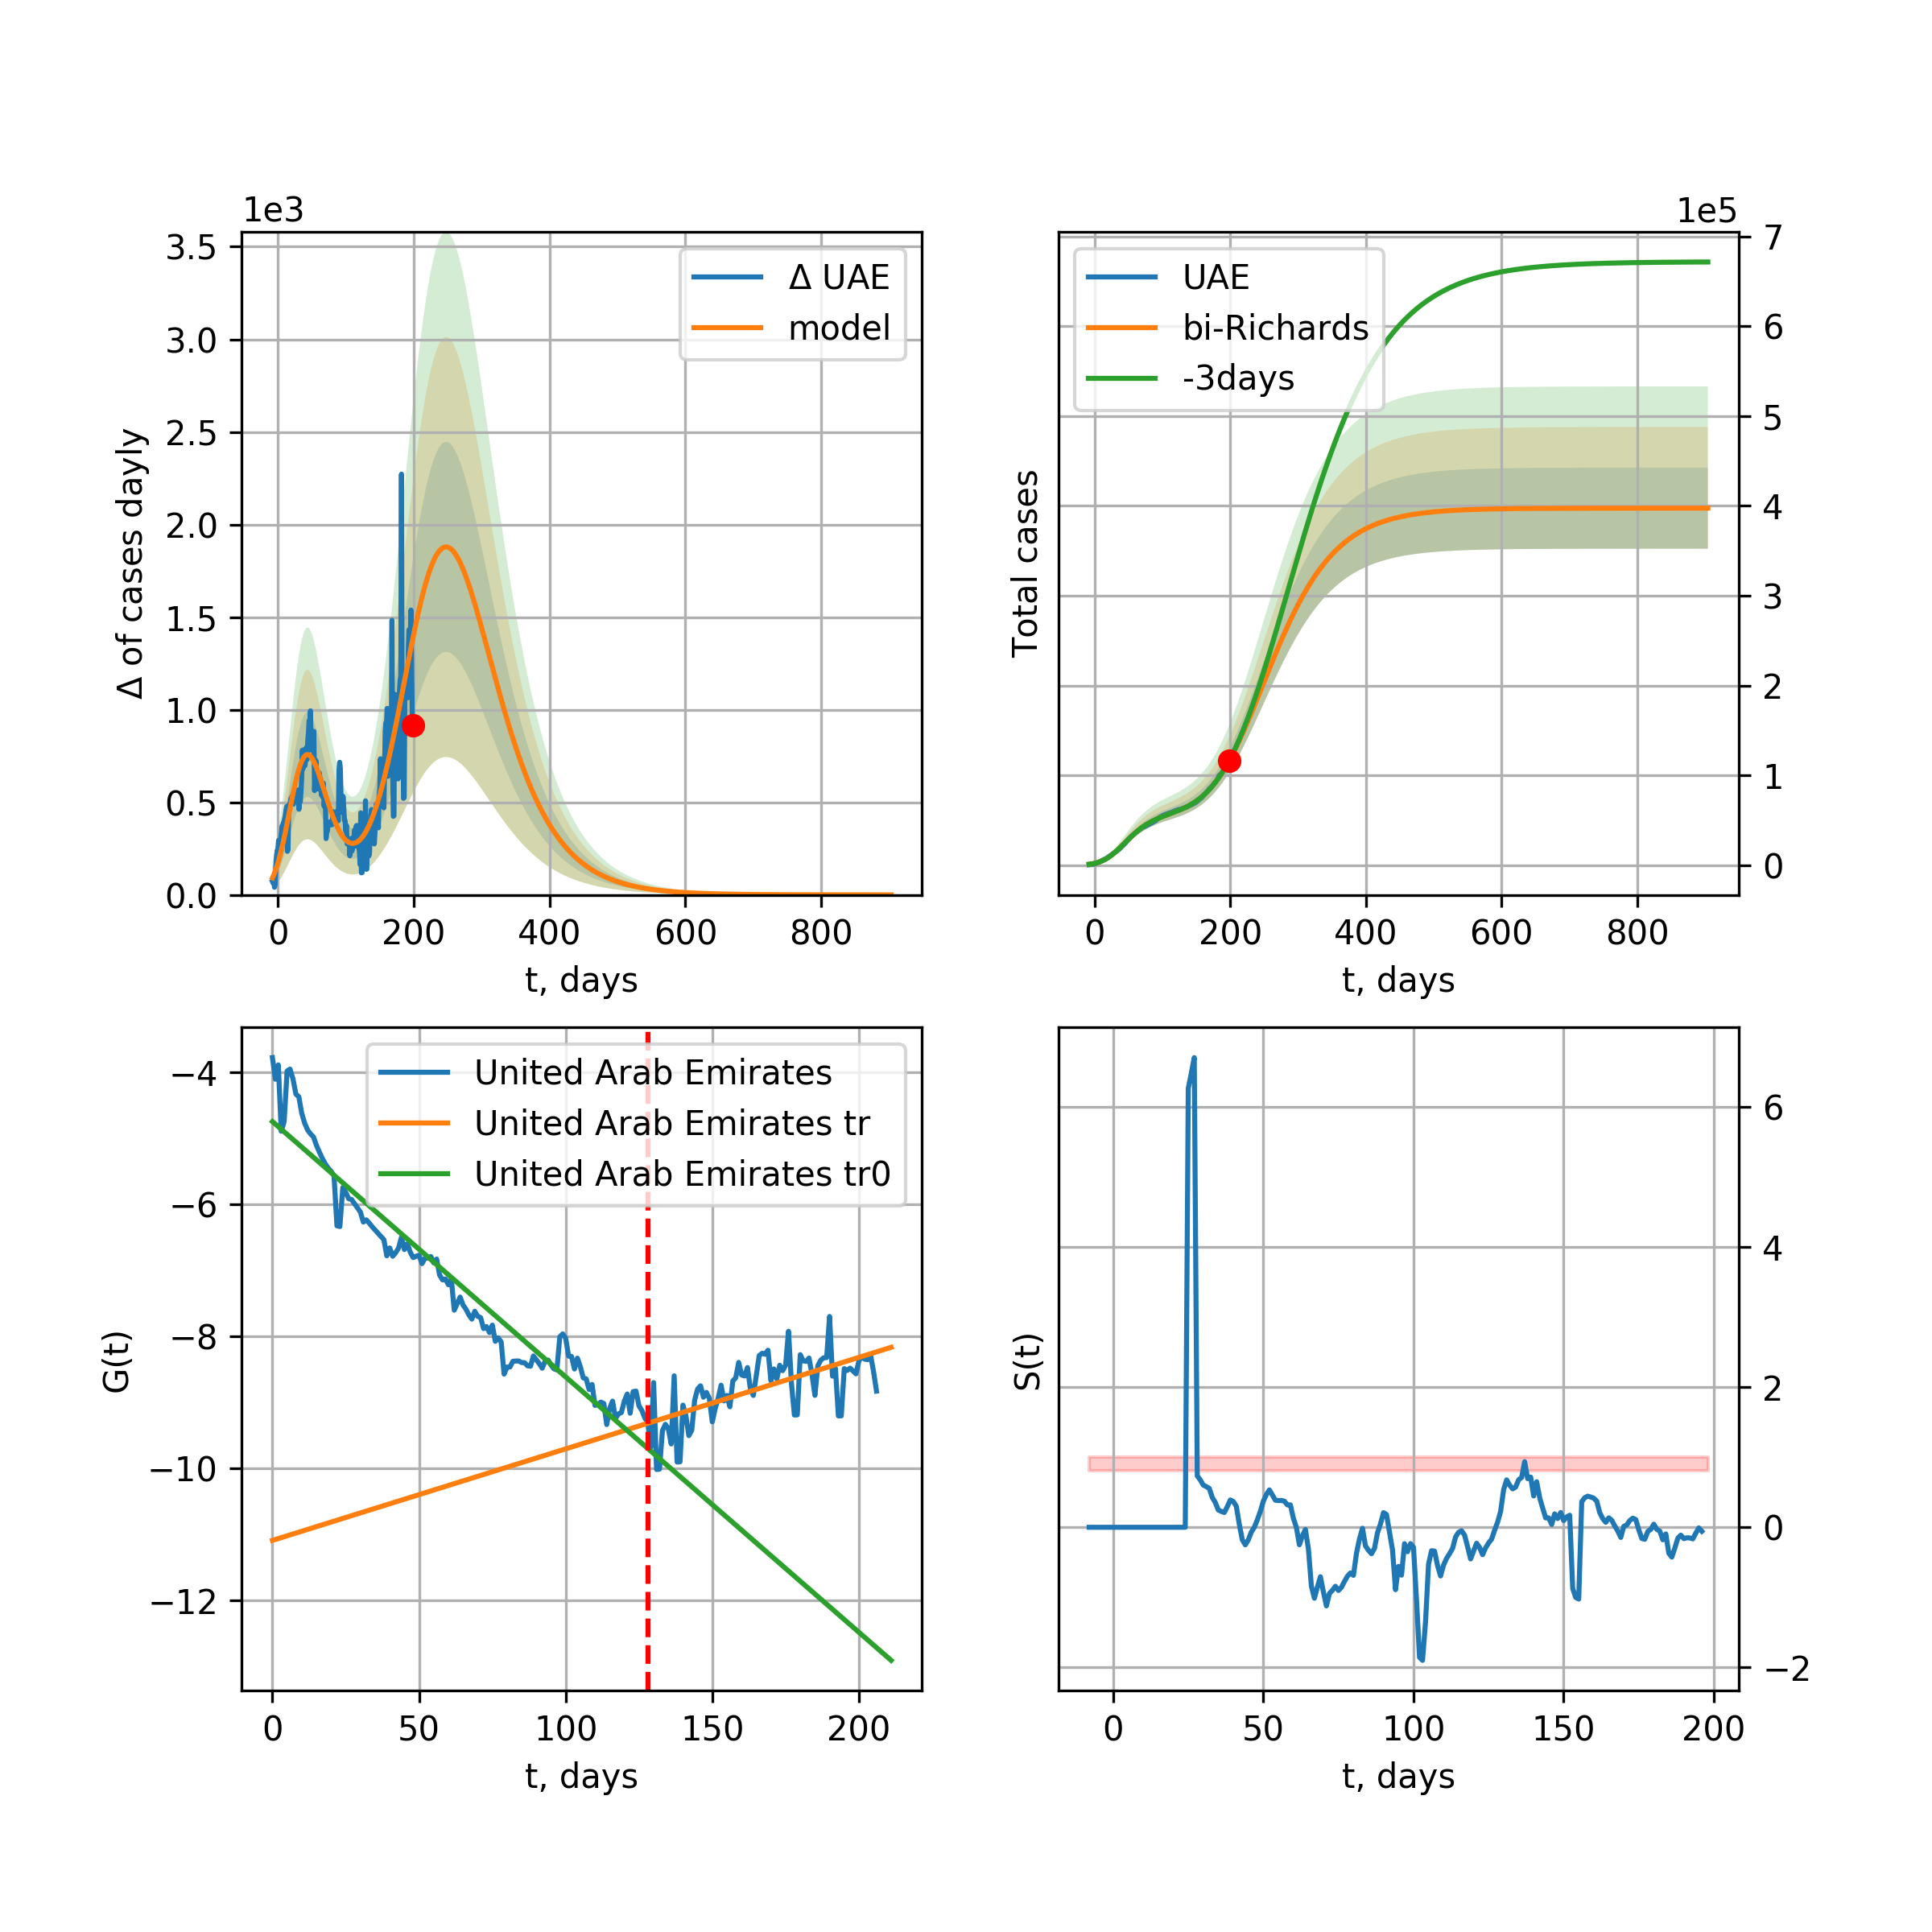 1e3
3.5
3.0
2.5
2.0
1.5
1.0
0.5
0.0
Δ of cases dayly
Δ UAE
model
0 200 400 600 800
t, days
1e5
7
6
5
4
3
2
1
0
Total cases
UAE
bi-Richards
-3days
0 200 400 600 800
t, days
−4
−6
−8
−10
−12
G(t)
United Arab Emirates
United Arab Emirates tr
United Arab Emirates tr0
0 50 100 150 200
t, days
6
4
2
0
−2
S(t)
0 50 100 150 200
t, days